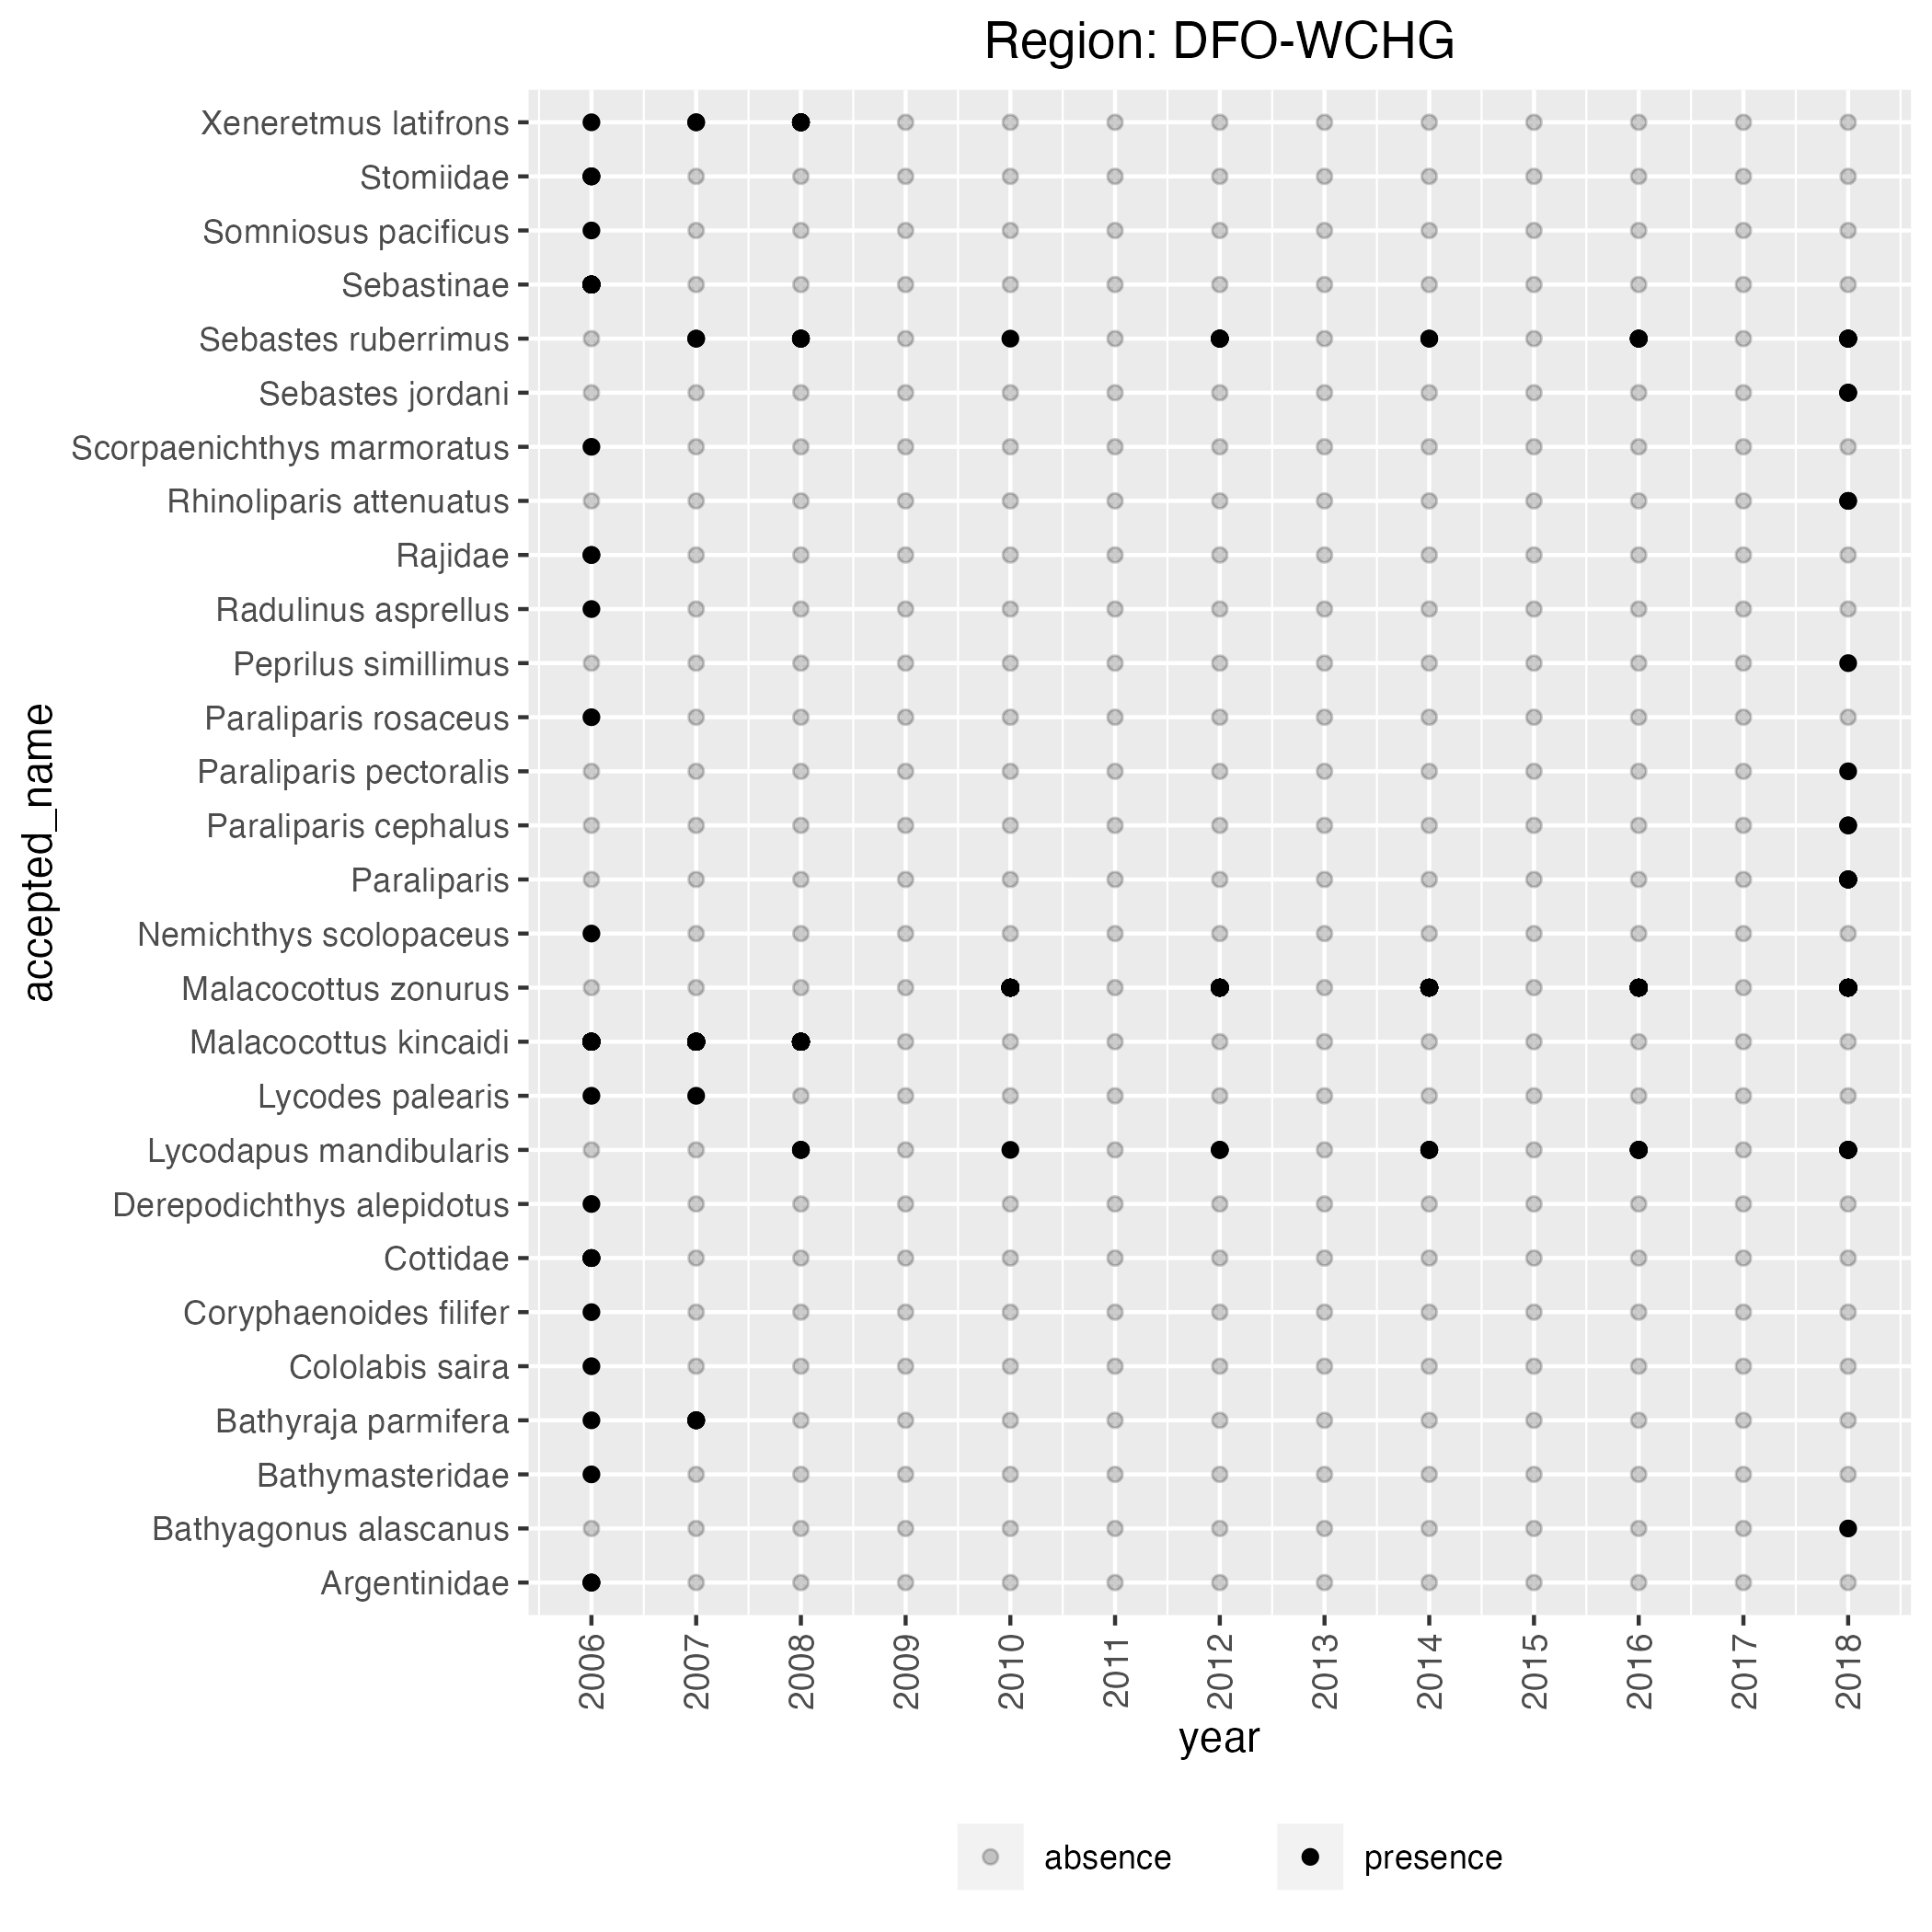 Region: DFO-WCHG
Xeneretmus latifrons
Stomiidae
Somniosus pacificus
Sebastinae
Sebastes ruberrimus
Sebastes jordani
Scorpaenichthys marmoratus
Rhinoliparis attenuatus
Rajidae
Radulinus asprellus
Peprilus simillimus
Paraliparis rosaceus
Paraliparis pectoralis
Paraliparis cephalus
Paraliparis
Nemichthys scolopaceus
Malacocottus zonurus
Malacocottus kincaidi
Lycodes palearis
Lycodapus mandibularis
Derepodichthys alepidotus
Cottidae
Coryphaenoides filifer
Cololabis saira
Bathyraja parmifera
Bathymasteridae
Bathyagonus alascanus
Argentinidae
accepted_name
2006 2007 2008 2009 2010 2011 2012 2013 2014 2015 2016 2017 2018
year
absence presence